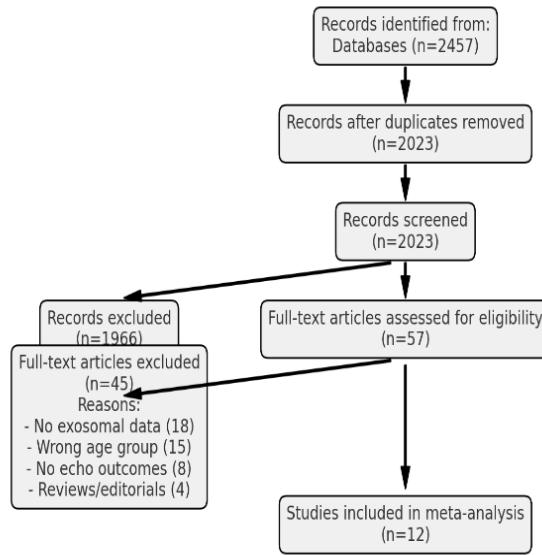 Records identified from:
Databases (n=2457)
Records after duplicates removed
(n=2023)
Records screened
(n=2023)
Records excluded
(n=1966)
Full-text articles assessed for eligibility
(n=57)
Full-text articles excluded
(n=45)
Reasons:
- No exosomal data (18)
- Wrong age group (15)
- No echo outcomes (8)
- Reviews/editorials (4)
Studies included in meta-analysis
(n=12)